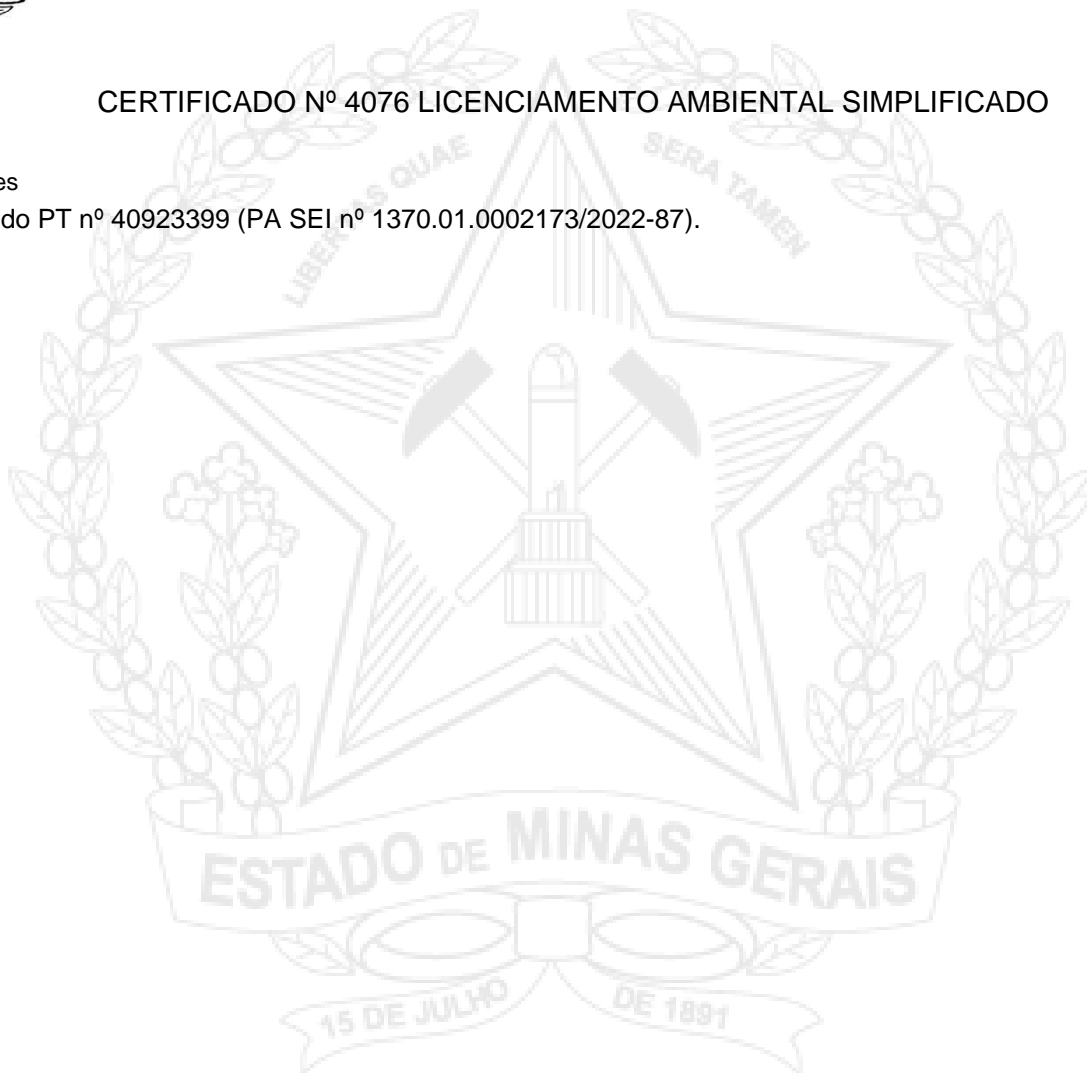 CERTIFICADO Nº 4076 LICENCIAMENTO AMBIENTAL SIMPLIFICADO
es
do PT nº 40923399 (PA SEI nº 1370.01.0002173/2022-87).
LIBERTAS QUAE SERA TAMEN
ESTADO DE MINAS GERAIS
15 DE JULHO DE 1891